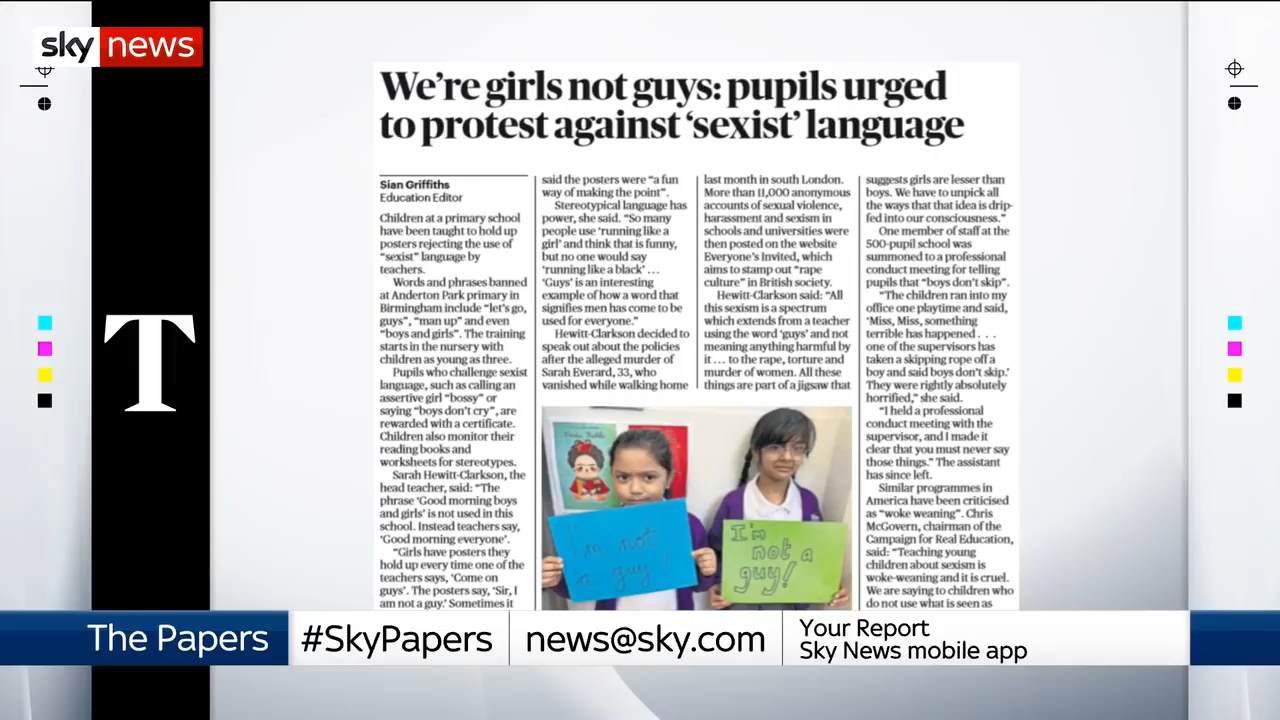 sky news
We’re girls not guys: pupils urged
to protest against ‘sexist’ language
Sian Griffiths
Education Editor
Children at a primary school
have been taught to hold up
posters rejecting the use of
“sexist” language by
teachers.
Words and phrases banned
at Anderton Park primary in
Birmingham include “let’s go,
guys”, “man up” and even
“boys and girls”. The training
starts in the nursery with
children as young as three.
Pupils who challenge sexist
language, such as calling an
assertive girl “bossy” or
saying “boys don’t cry”, are
rewarded with a certificate.
Children also monitor their
reading books and
worksheets for stereotypes.
Sarah Hewitt-Clarkson, the
head teacher, said: “The
phrase ‘Good morning boys
and girls’ is not used in this
school. Instead teachers say,
‘Good morning everyone’.
“Girls have posters they
hold up every time one of the
teachers says, ‘Come on
guys’. The posters say, ‘Sir, I
am not a guy.’ Sometimes it
said the posters were “a fun
way of making the point”.
Stereotypical language has
power, she said. “So many
people use ‘running like a
girl’ and think that is funny,
but no one would say
‘running like a black’ ...
‘Guys’ is an interesting
example of how a word that
signifies men has come to be
used for everyone.”
Hewitt-Clarkson decided to
speak out about the policies
after the alleged murder of
Sarah Everard, 33, who
vanished while walking home
last month in south London.
More than 11,000 anonymous
accounts of sexual violence,
harassment and sexism in
schools and universities were
then posted on the website
Everyone’s Invited, which
aims to stamp out “rape
culture” in British society.
Hewitt-Clarkson said: “All
this sexism is a spectrum
which extends from a teacher
using the word ‘guys’ and not
meaning anything harmful by
it ... to the rape, torture and
murder of women. All these
things are part of a jigsaw that
suggests girls are lesser than
boys. We have to unpick all
the ways that that idea is drip-
fed into our consciousness.”
One member of staff at the
500-pupil school was
summoned to a professional
conduct meeting for telling
pupils that “boys don’t skip”.
“The children ran into my
office one playtime and said,
‘Miss, Miss, something
terrible has happened . . .
one of the supervisors has
taken a skipping rope off a
boy and said boys don’t skip.’
They were rightly absolutely
horrified,” she said.
“I held a professional
conduct meeting with the
supervisor, and I made it
clear that you must never say
those things.” The assistant
has since left.
Similar programmes in
America have been criticised
as “woke weaning”. Chris
McGovern, chairman of the
Campaign for Real Education,
said: “Teaching young
children about sexism is
woke-weaning and it is cruel.
We are saying to children who
do not use what is seen as
I'm not
a guy!
I'm
not a
guy!
T
The Papers
#SkyPapers
news@sky.com
Your Report
Sky News mobile app